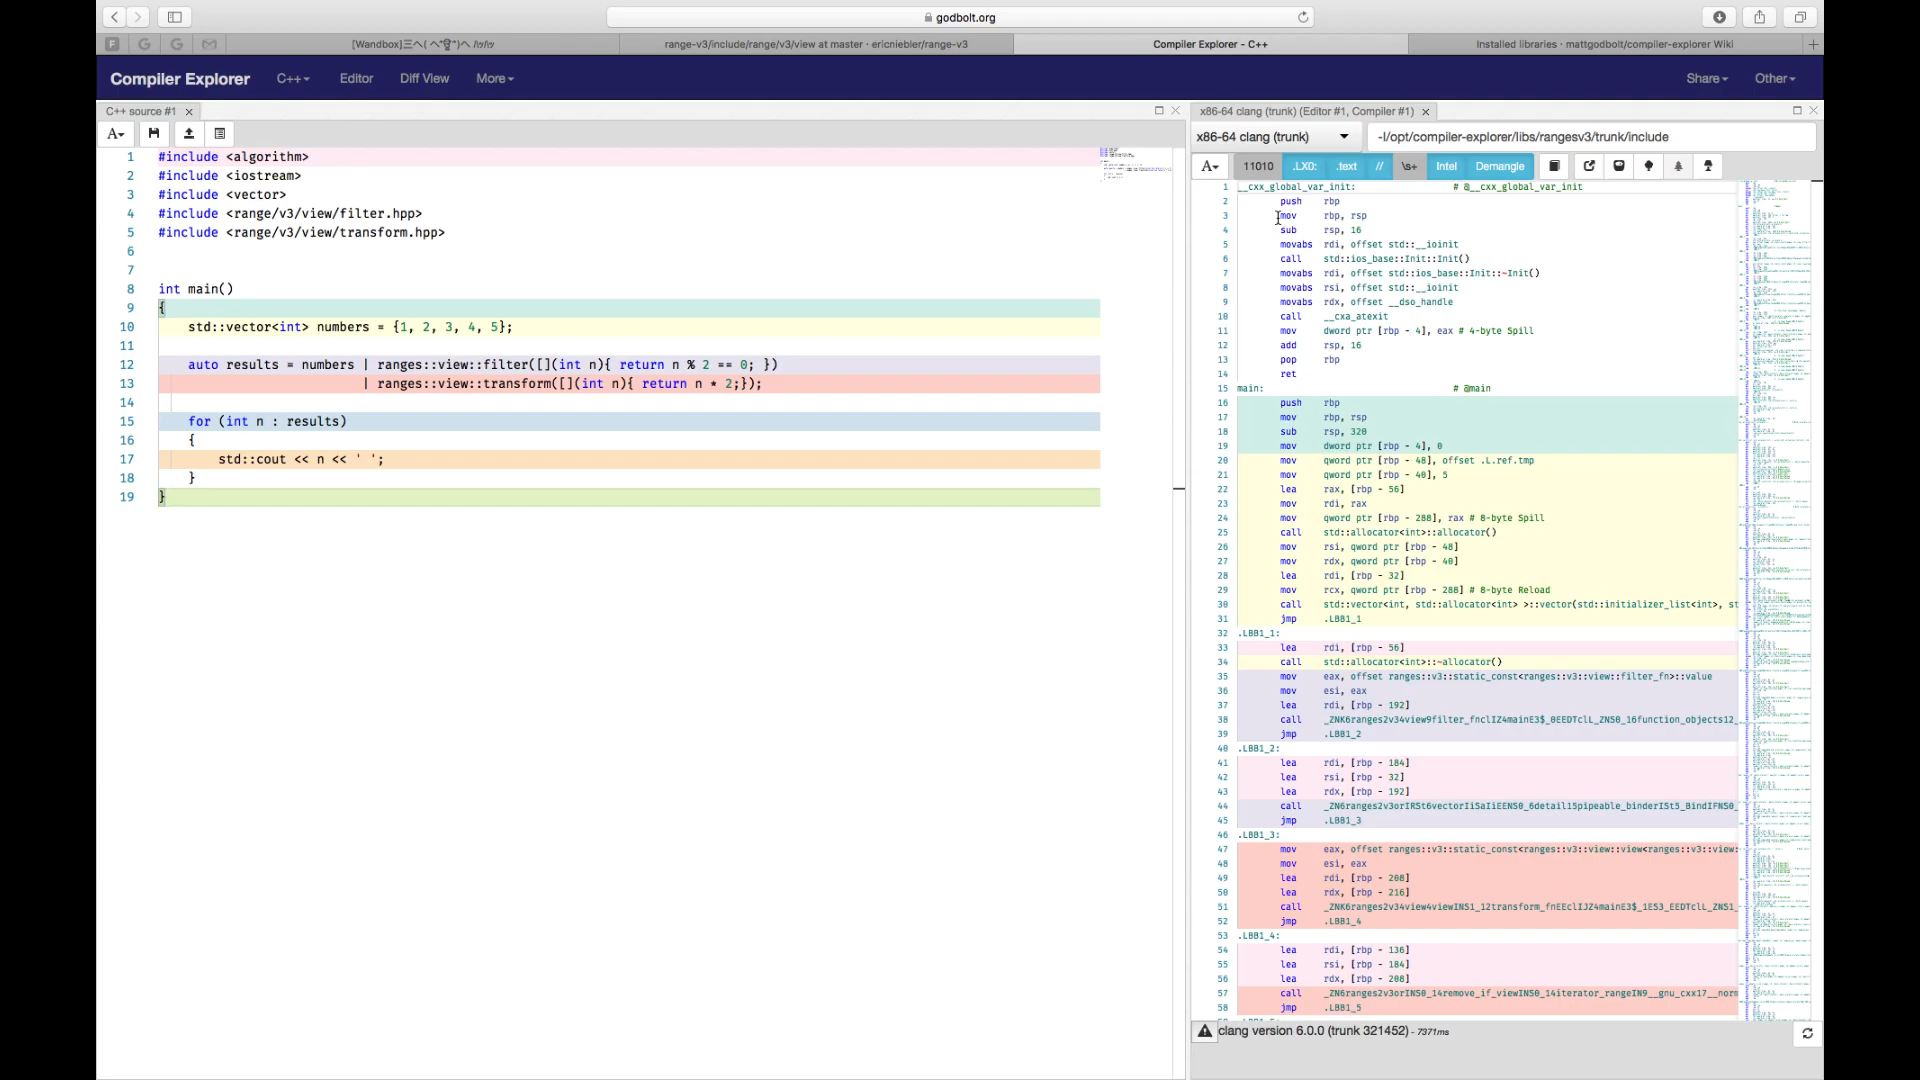 godbolt.org
[Wandbox]三へ( へ՞ਊ ՞)へ ﾊｯﾊｯ
range-v3/include/range/v3/view at master · ericniebler/range-v3
Compiler Explorer - C++
Installed libraries · mattgodbolt/compiler-explorer Wiki
Compiler Explorer
C++
Editor
Diff View
More
Share
Other
C++ source #1
A
1 #include <algorithm>
2 #include <iostream>
3 #include <vector>
4 #include <range/v3/view/filter.hpp>
5 #include <range/v3/view/transform.hpp>
6
7
8 int main()
9 {
10 std::vector<int> numbers = {1, 2, 3, 4, 5};
11
12 auto results = numbers | ranges::view::filter([](int n){ return n % 2 == 0; })
13 | ranges::view::transform([](int n){ return n * 2;});
14
15 for (int n : results)
16 {
17 std::cout << n << ' ';
18 }
19 }
x86-64 clang (trunk) (Editor #1, Compiler #1)
x86-64 clang (trunk)
-I/opt/compiler-explorer/libs/rangesv3/trunk/include
A 11010 .LX0: .text // \s+ Intel Demangle
1 __cxx_global_var_init: # @__cxx_global_var_init
2 push rbp
3 mov rbp, rsp
4 sub rsp, 16
5 movabs rdi, offset std::__ioinit
6 call std::ios_base::Init::Init()
7 movabs rdi, offset std::ios_base::Init::~Init()
8 movabs rsi, offset std::__ioinit
9 movabs rdx, offset __dso_handle
10 call __cxa_atexit
11 mov dword ptr [rbp - 4], eax # 4-byte Spill
12 add rsp, 16
13 pop rbp
14 ret
15 main: # @main
16 push rbp
17 mov rbp, rsp
18 sub rsp, 320
19 mov dword ptr [rbp - 4], 0
20 mov qword ptr [rbp - 48], offset .L.ref.tmp
21 mov qword ptr [rbp - 40], 5
22 lea rax, [rbp - 56]
23 mov rdi, rax
24 mov qword ptr [rbp - 288], rax # 8-byte Spill
25 call std::allocator<int>::allocator()
26 mov rsi, qword ptr [rbp - 48]
27 mov rdx, qword ptr [rbp - 40]
28 lea rdi, [rbp - 32]
29 mov rcx, qword ptr [rbp - 288] # 8-byte Reload
30 call std::vector<int, std::allocator<int> >::vector(std::initializer_list<int>, st
31 jmp .LBB1_1
32 .LBB1_1:
33 lea rdi, [rbp - 56]
34 call std::allocator<int>::~allocator()
35 mov eax, offset ranges::v3::static_const<ranges::v3::view::filter_fn>::value
36 mov esi, eax
37 lea rdi, [rbp - 192]
38 call _ZNK6ranges2v34view9filter_fnclIZ4mainE3$_0EEDTclL_ZNS0_16function_objects12_
39 jmp .LBB1_2
40 .LBB1_2:
41 lea rdi, [rbp - 184]
42 lea rsi, [rbp - 32]
43 lea rdx, [rbp - 192]
44 call _ZN6ranges2v3orIRSt6vectorIiSaIiEENS0_6detail15pipeable_binderISt5_BindIFNS0_
45 jmp .LBB1_3
46 .LBB1_3:
47 mov eax, offset ranges::v3::static_const<ranges::v3::view::view<ranges::v3::view:
48 mov esi, eax
49 lea rdi, [rbp - 208]
50 lea rdx, [rbp - 216]
51 call _ZNK6ranges2v34view4viewINS1_12transform_fnEEclIJZ4mainE3$_1ES3_EEDTclL_ZNS1_
52 jmp .LBB1_4
53 .LBB1_4:
54 lea rdi, [rbp - 136]
55 lea rsi, [rbp - 184]
56 lea rdx, [rbp - 208]
57 call _ZN6ranges2v3orINS0_14remove_if_viewINS0_14iterator_rangeIN9__gnu_cxx17__norm
58 jmp .LBB1_5
clang version 6.0.0 (trunk 321452) - 7371ms